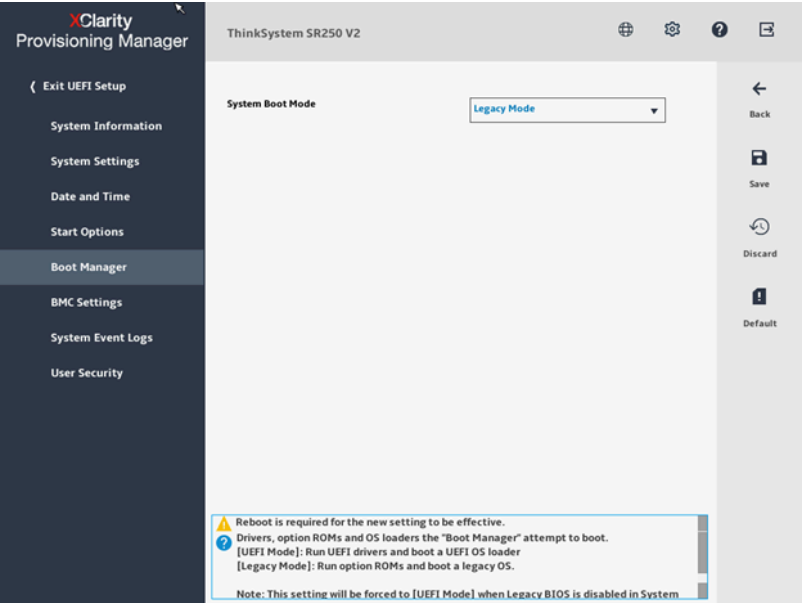 XClarity
Provisioning Manager
ThinkSystem SR250 V2
Exit UEFI Setup
System Information
System Settings
Date and Time
Start Options
Boot Manager
BMC Settings
System Event Logs
User Security
System Boot Mode
Legacy Mode
Back
Save
Discard
Default
Reboot is required for the new setting to be effective.
Drivers, option ROMs and OS loaders the "Boot Manager" attempt to boot.
[UEFI Mode]: Run UEFI drivers and boot a UEFI OS loader
[Legacy Mode]: Run option ROMs and boot a legacy OS.
Note: This setting will be forced to [UEFI Mode] when Legacy BIOS is disabled in System